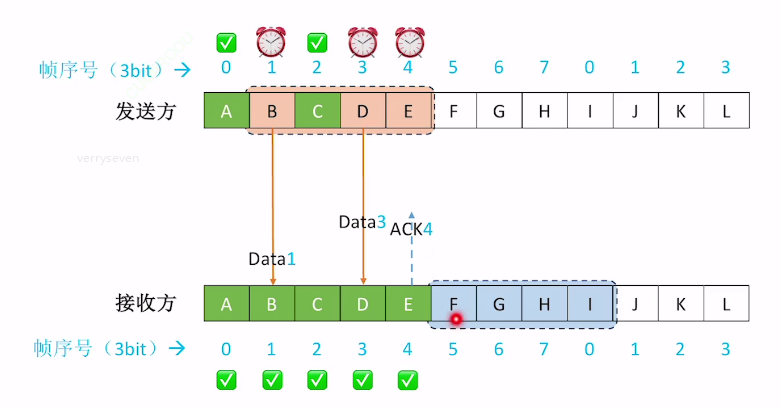 帧序号（3bit） 0 1 2 3 4 5 6 7 0 1 2 3
发送方 A B C D E F G H I J K L
verryseven
Data3 ACK4
Data1
接收方 A B C D E F G H I J K L
帧序号（3bit） 0 1 2 3 4 5 6 7 0 1 2 3